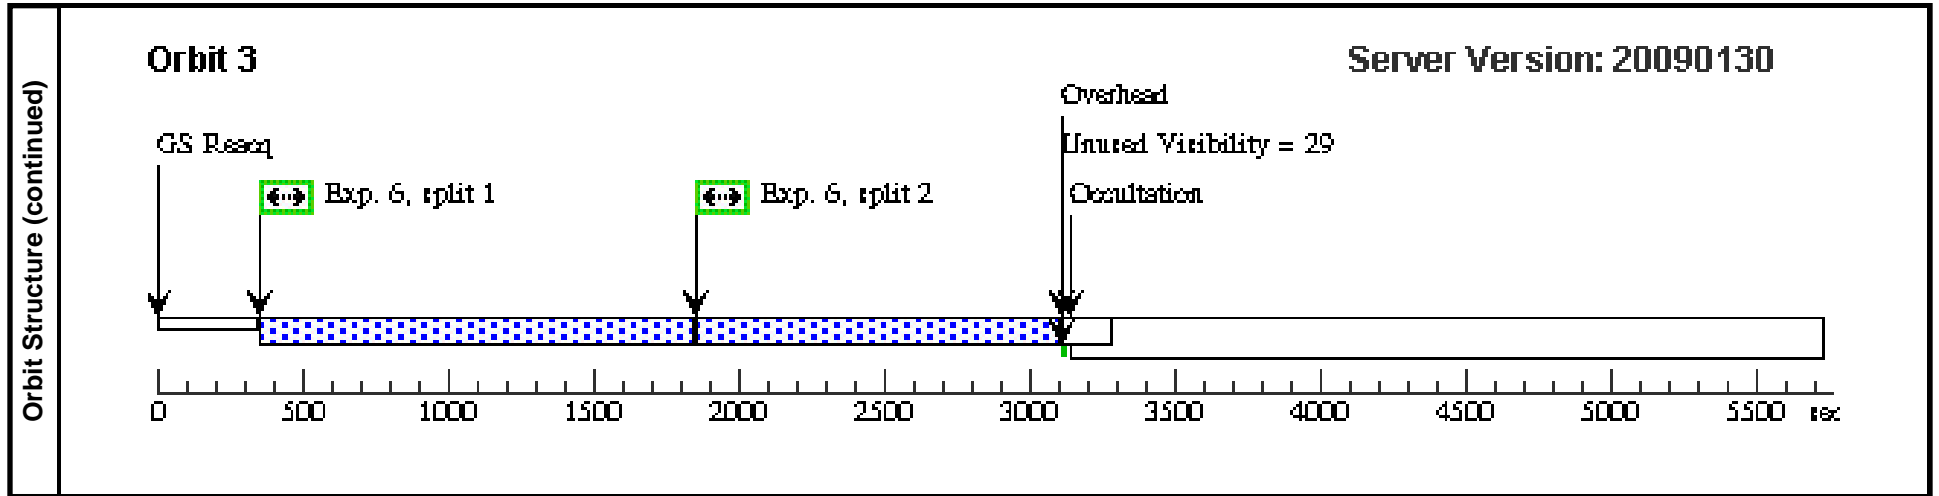 Orbit Structure (continued)
Orbit 3
Server Version: 20090130
Overhead
GS Reacq
Unused Visibility = 29
Exp. 6, split 1
Exp. 6, split 2
Occultation
0 500 1000 1500 2000 2500 3000 3500 4000 4500 5000 5500 sec